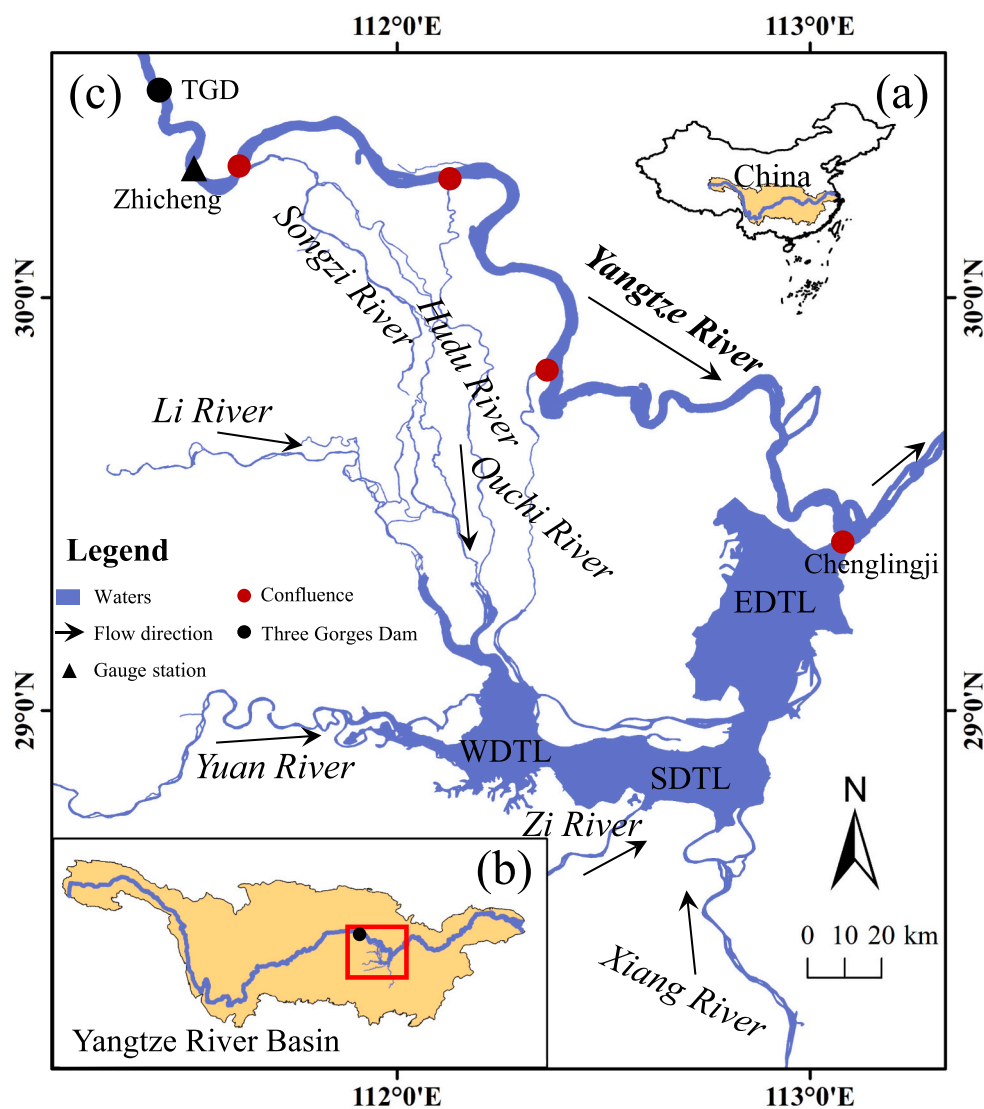 112°0'E
113°0'E
(c)
TGD
(a)
China
Zhicheng
Songzi River
30°0'N
30°0'N
Yangtze River
Hudu River
Li River
Ouchi River
Legend
Waters
Confluence
Flow direction
Three Gorges Dam
Gauge station
Chenglingji
EDTL
29°0'N
29°0'N
Yuan River
WDTL
SDTL
Zi River
N
(b)
Xiang River
0 10 20 km
Yangtze River Basin
112°0'E
113°0'E